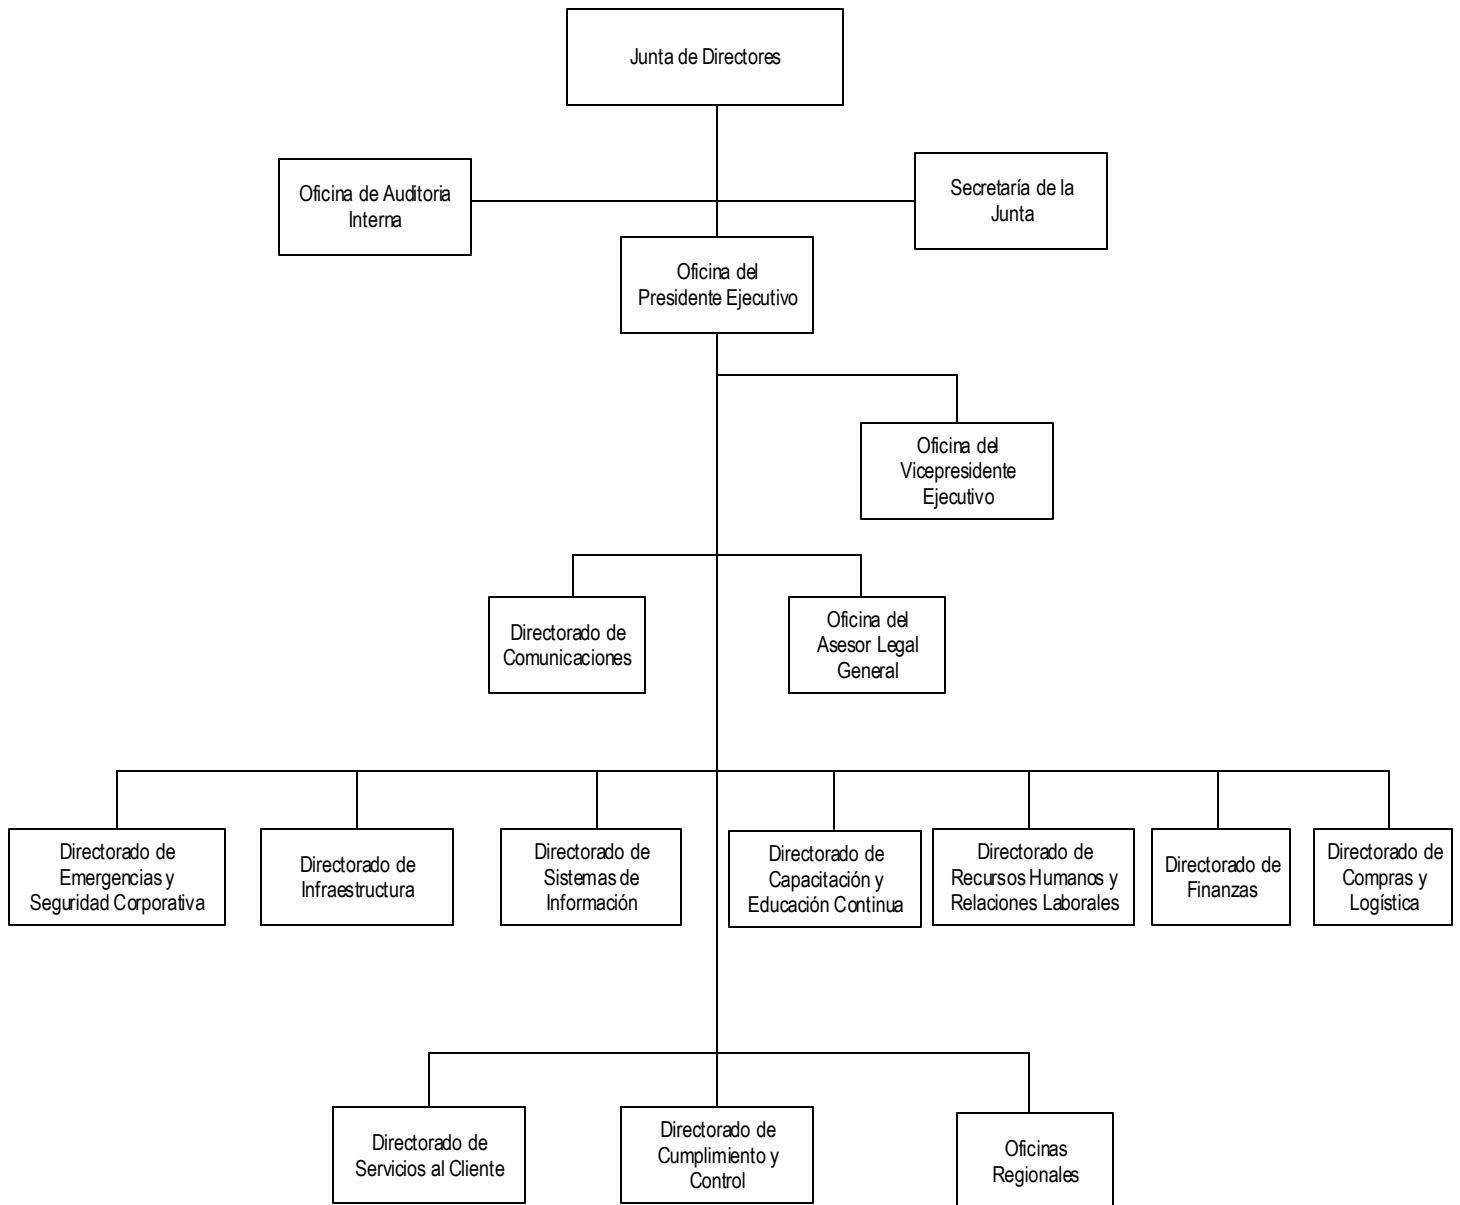 Junta de Directores
Oficina de Auditoria
Interna
Secretaría de la
Junta
Oficina del
Presidente Ejecutivo
Oficina del
Vicepresidente
Ejecutivo
Directorado de
Comunicaciones
Oficina del
Asesor Legal
General
Directorado de
Emergencias y
Seguridad Corporativa
Directorado de
Infraestructura
Directorado de
Sistemas de
Información
Directorado de
Capacitación y
Educación Continua
Directorado de
Recursos Humanos y
Relaciones Laborales
Directorado de
Finanzas
Directorado de
Compras y
Logística
Directorado de
Servicios al Cliente
Directorado de
Cumplimiento y
Control
Oficinas
Regionales